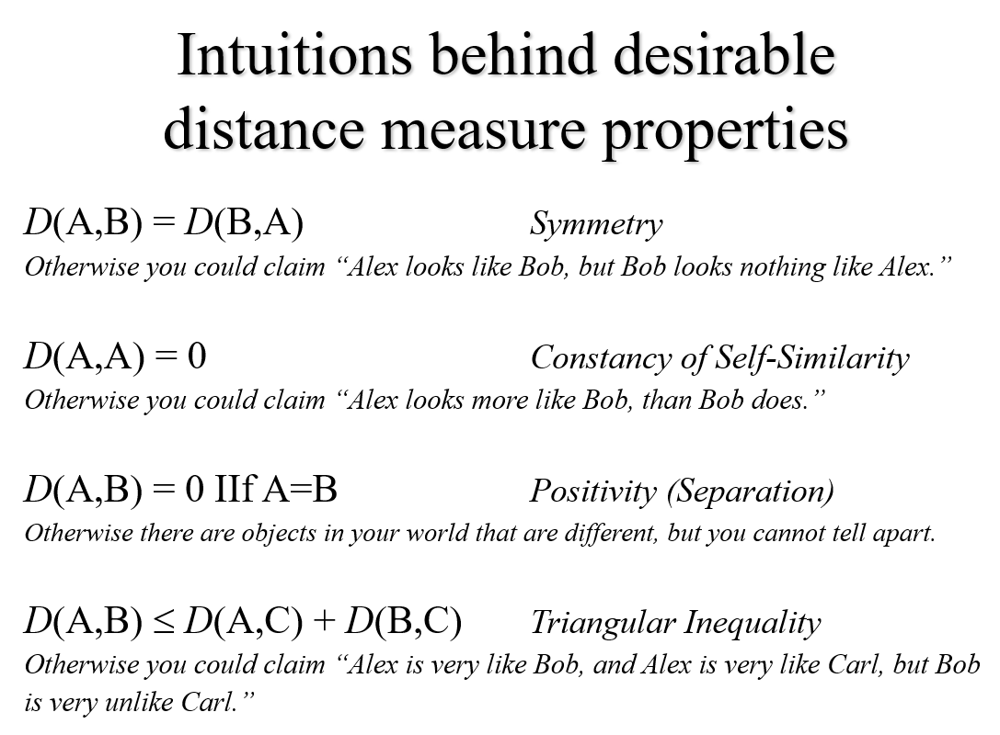 Intuitions behind desirable
distance measure properties
D(A,B) = D(B,A) Symmetry
Otherwise you could claim “Alex looks like Bob, but Bob looks nothing like Alex.”
D(A,A) = 0 Constancy of Self-Similarity
Otherwise you could claim “Alex looks more like Bob, than Bob does.”
D(A,B) = 0 IIf A=B Positivity (Separation)
Otherwise there are objects in your world that are different, but you cannot tell apart.
D(A,B) ≤ D(A,C) + D(B,C) Triangular Inequality
Otherwise you could claim “Alex is very like Bob, and Alex is very like Carl, but Bob
is very unlike Carl.”